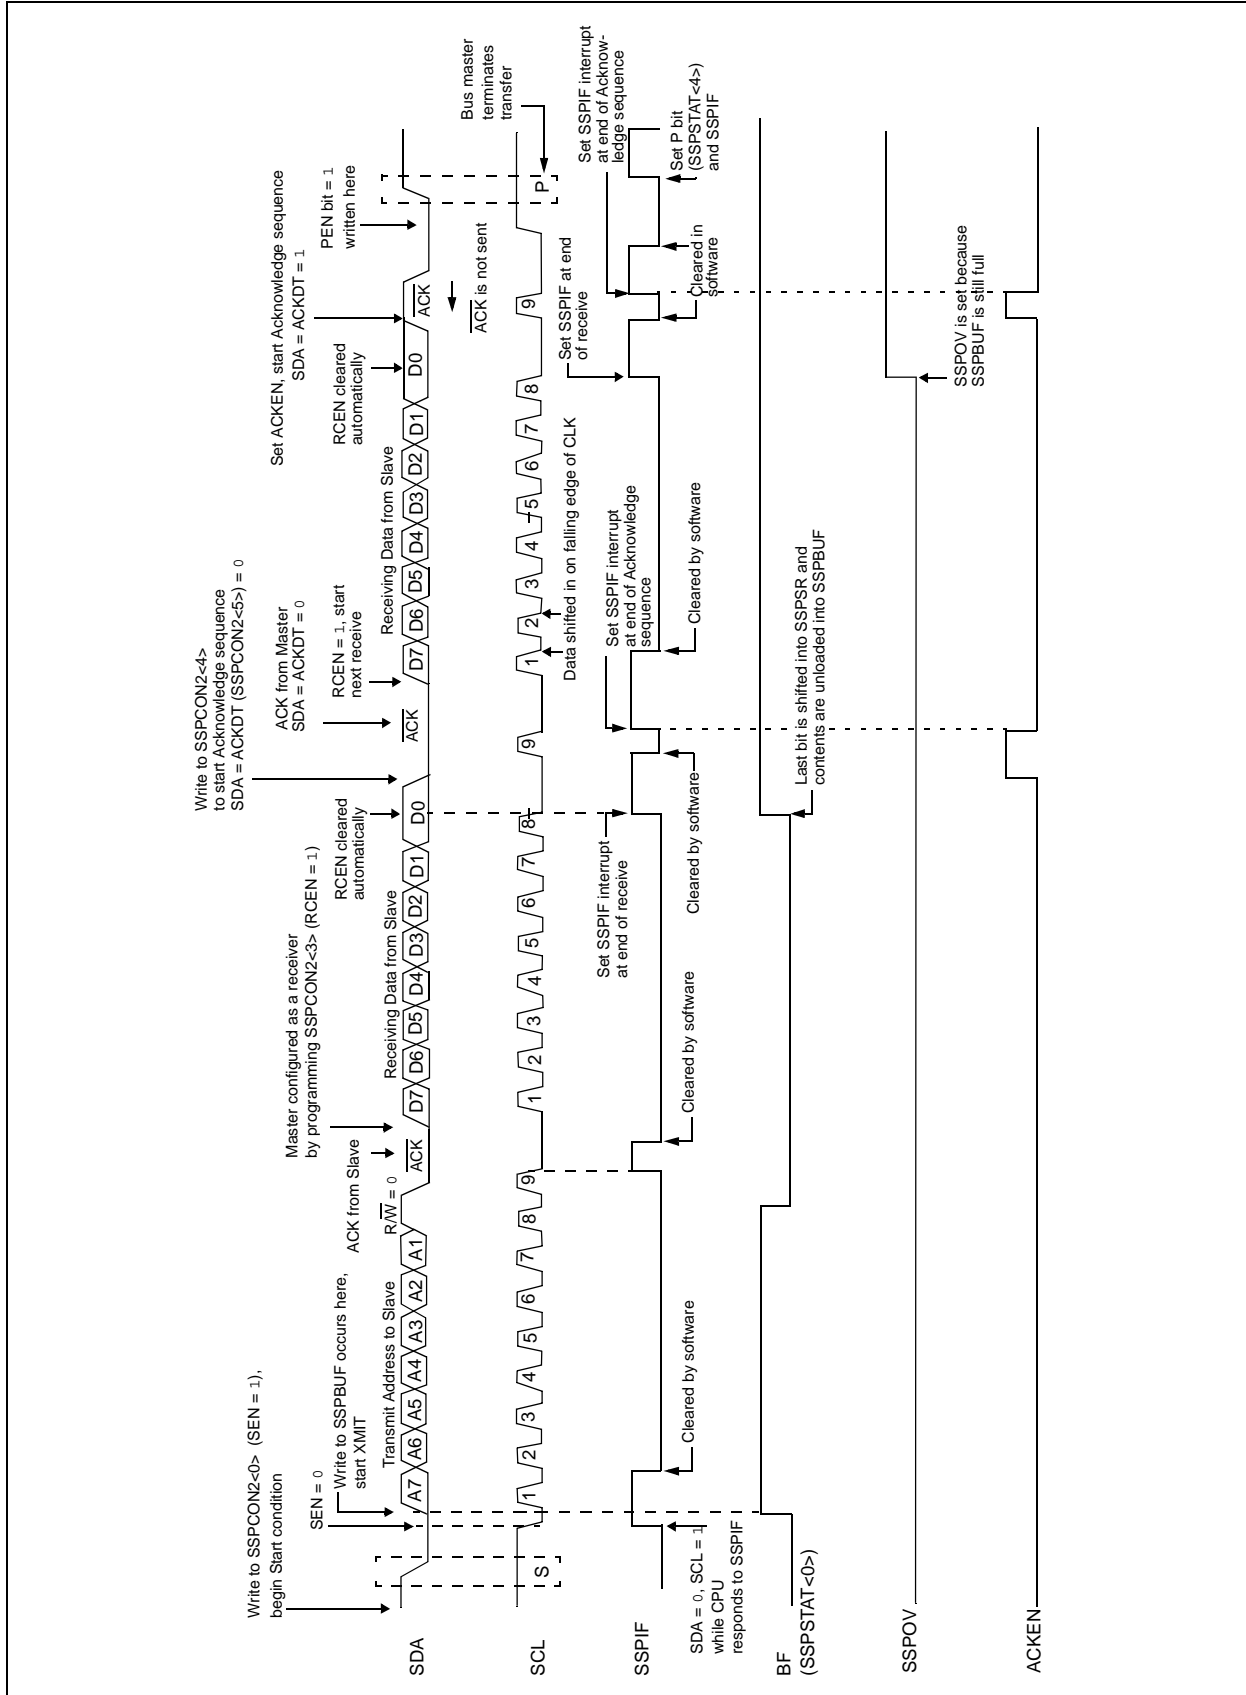 Write to SSPCON2<0> (SEN = 1),
begin Start condition
SEN = 0
Write to SSPBUF occurs here,
start XMIT
Transmit Address to Slave
ACK from Slave
R/W = 0
Master configured as a receiver
by programming SSPCON2<3> (RCEN = 1)
Receiving Data from Slave
RCEN cleared
automatically
Write to SSPCON2<4>
to start Acknowledge sequence
SDA = ACKDT (SSPCON2<5>) = 0
ACK from Master
SDA = ACKDT = 0
RCEN = 1, start
next receive
Receiving Data from Slave
RCEN cleared
automatically
Set ACKEN, start Acknowledge sequence
SDA = ACKDT = 1
PEN bit = 1
written here
SDA
A7 A6 A5 A4 A3 A2 A1 ACK D7 D6 D5 D4 D3 D2 D1 D0 ACK D7 D6 D5 D4 D3 D2 D1 D0 ACK
ACK is not sent
Bus master
terminates
transfer
SCL
S 1 2 3 4 5 6 7 8 9 1 2 3 4 5 6 7 8 9 1 2 3 4 5 6 7 8 9 P
Data shifted in on falling edge of CLK
Set SSPIF interrupt
at end of receive
Set SSPIF interrupt
at end of Acknowledge
sequence
Set SSPIF at end
of receive
Set SSPIF interrupt
at end of Acknow-
ledge sequence
SSPIF
SDA = 0, SCL = 1
while CPU
responds to SSPIF
Cleared by software
Cleared by software
Cleared by software
Cleared by software
Cleared in
software
Set P bit
(SSPSTAT<4>)
and SSPIF
BF
(SSPSTAT<0>)
Last bit is shifted into SSPSR and
contents are unloaded into SSPBUF
SSPOV
SSPOV is set because
SSPBUF is still full
ACKEN